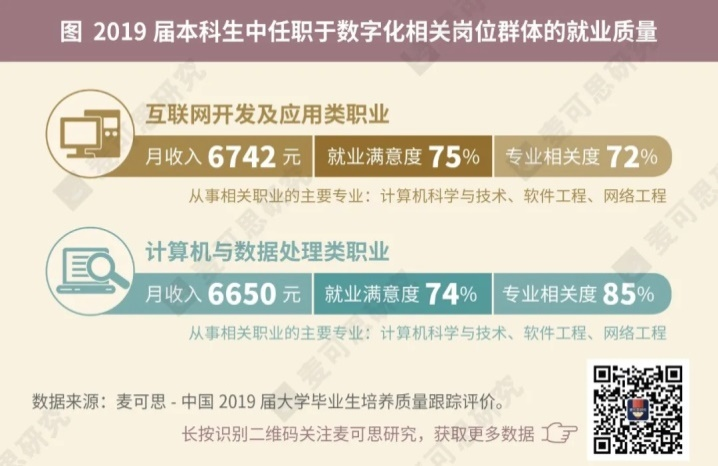 图 2019 届本科生中任职于数字化相关岗位群体的就业质量
互联网开发及应用类职业
月收入 6742 元 就业满意度 75% 专业相关度 72%
从事相关职业的主要专业：计算机科学与技术、软件工程、网络工程
计算机与数据处理类职业
月收入 6650 元 就业满意度 74% 专业相关度 85%
从事相关职业的主要专业：计算机科学与技术、软件工程、网络工程
数据来源：麦可思 - 中国 2019 届大学毕业生培养质量跟踪评价。
长按识别二维码关注麦可思研究，获取更多数据
麦可思研究